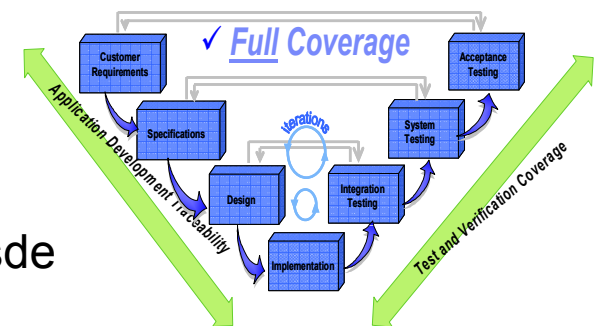 ✓ Full Coverage
Customer
Requirements
Acceptance
Testing
Application Development Traceability
Specifications
iterations
System
Testing
Design
Integration
Testing
Test and Verification Coverage
Implementation
sde